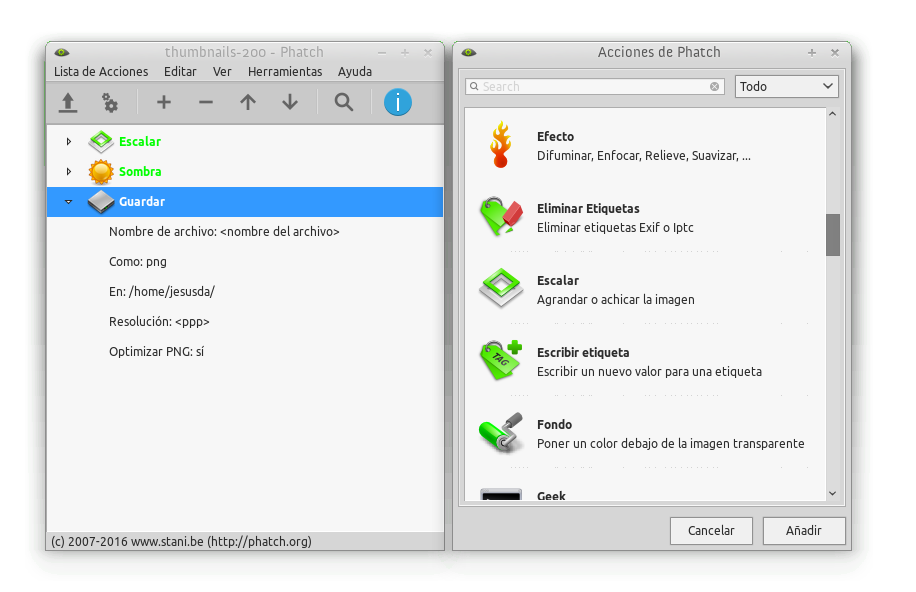 thumbnails-200 - Phatch
Lista de Acciones Editar Ver Herramientas Ayuda
Escalar
Sombra
Guardar
Nombre de archivo: <nombre del archivo>
Como: png
En: /home/jesusda/
Resolución: <ppp>
Optimizar PNG: sí
(c) 2007-2016 www.stani.be (http://phatch.org)
Acciones de Phatch
Search
Todo
Efecto
Difuminar, Enfocar, Relieve, Suavizar, ...
Eliminar Etiquetas
Eliminar etiquetas Exif o Iptc
Escalar
Agrandar o achicar la imagen
TAG
Escribir etiqueta
Escribir un nuevo valor para una etiqueta
Fondo
Poner un color debajo de la imagen transparente
Geek
Cancelar Añadir